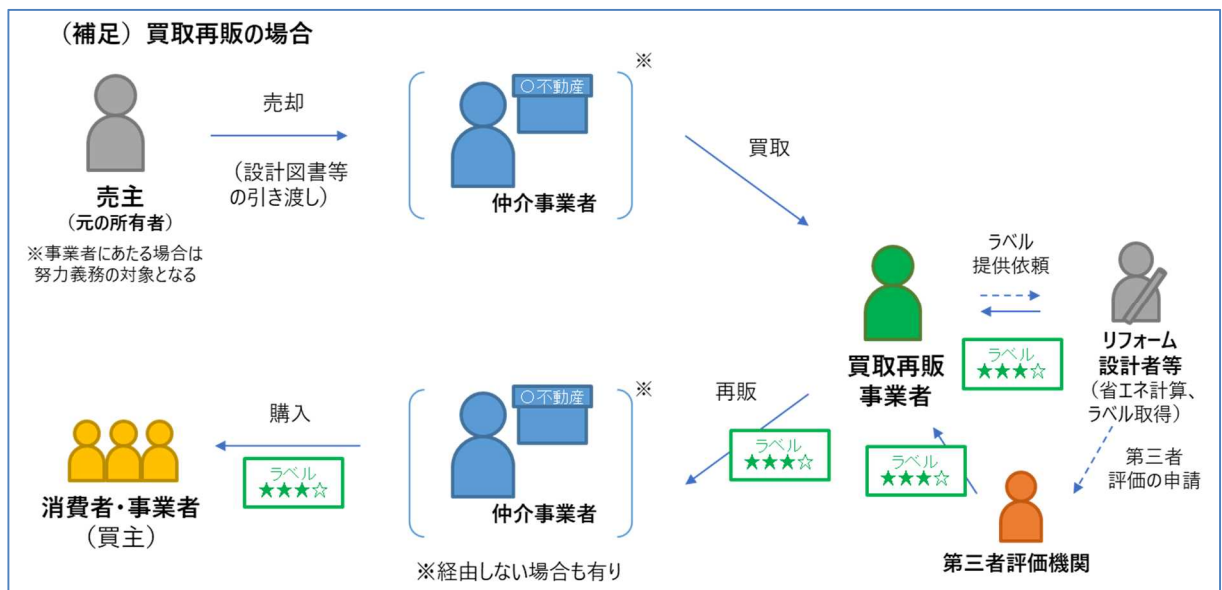 （補足）買取再販の場合
売主
（元の所有者）
※事業者にあたる場合は
努力義務の対象となる
売却
（設計図書等
の引き渡し）
※
〇不動産
仲介事業者
買取
買取再販
事業者
ラベル
提供依頼
ラベル
★★★☆
リフォーム
設計者等
（省エネ計算、
ラベル取得）
第三者
評価の申請
第三者評価機関
ラベル
★★★☆
再販
ラベル
★★★☆
※
〇不動産
仲介事業者
※経由しない場合も有り
購入
ラベル
★★★☆
消費者・事業者
（買主）